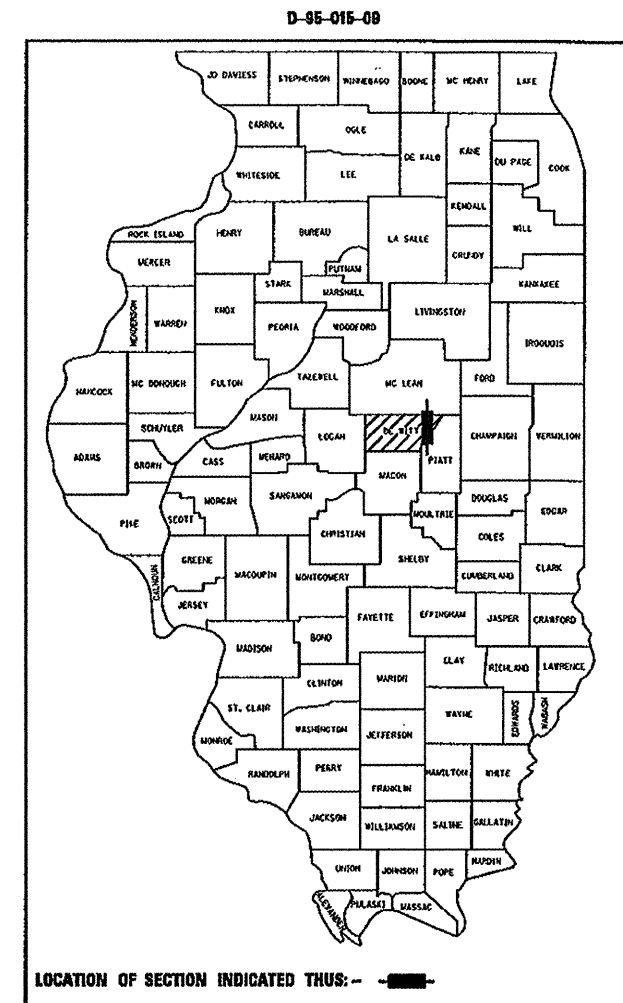 D-95-015-09
JO DAVIESS STEPHENSON WINNEBAGO BOONE MC HENRY LAKE
CARROLL OGLE DE KALB KANE DU PAGE COOK
WHITESIDE LEE KENDALL WILL
ROCK ISLAND HENRY BUREAU LA SALLE GRUNDY
MERCER PUTNAM KANKAKEE
STARK MARSHALL
HENDERSON WARREN KNOX PEORIA WOODFORD LIVINGSTON IROQUOIS
HANCOCK MC DONOUGH FULTON TAZEWELL MC LEAN FORD
MASON
SCHUYLER LOGAN DE WITT CHAMPAIGN VERMILION
ADAMS BROWN CASS MENARD MACON PIATT
PIKE SCOTT MORGAN SANGAMON MOULTRIE DOUGLAS EDGAR
CHRISTIAN COLES
CALHOUN GREENE MACOUPIN MONTGOMERY SHELBY CUMBERLAND CLARK
JERSEY FAYETTE EFFINGHAM JASPER CRAWFORD
MADISON BOND
CLAY RICHLAND LAWRENCE
CLINTON MARION
ST. CLAIR WAYNE EDWARDS WABASH
MONROE WASHINGTON JEFFERSON
RANDOLPH PERRY HAMILTON WHITE
FRANKLIN
JACKSON WILLIAMSON SALINE GALLATIN
UNION JOHNSON POPE HARDIN
ALEXANDER PULASKI MASSAC
LOCATION OF SECTION INDICATED THUS:-